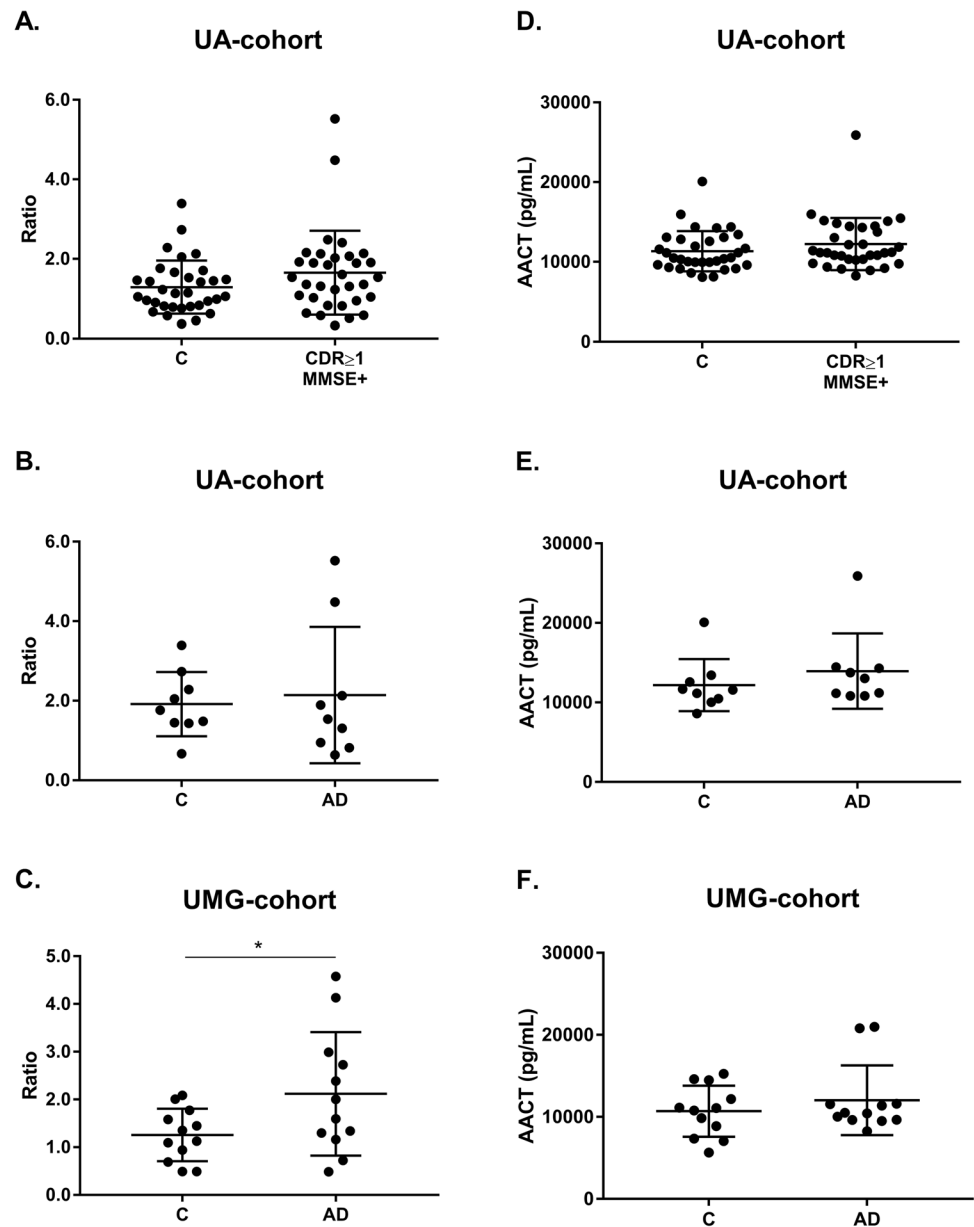 A.
UA-cohort
Ratio
6.0
4.0
2.0
0.0
C
CDR≥1
MMSE+
D.
UA-cohort
AACT (pg/mL)
30000
20000
10000
0
C
CDR≥1
MMSE+
B.
UA-cohort
Ratio
6.0
4.0
2.0
0.0
C
AD
E.
UA-cohort
AACT (pg/mL)
30000
20000
10000
0
C
AD
C.
UMG-cohort
Ratio
5.0
4.0
3.0
2.0
1.0
0.0
*
C
AD
F.
UMG-cohort
AACT (pg/mL)
30000
20000
10000
0
C
AD